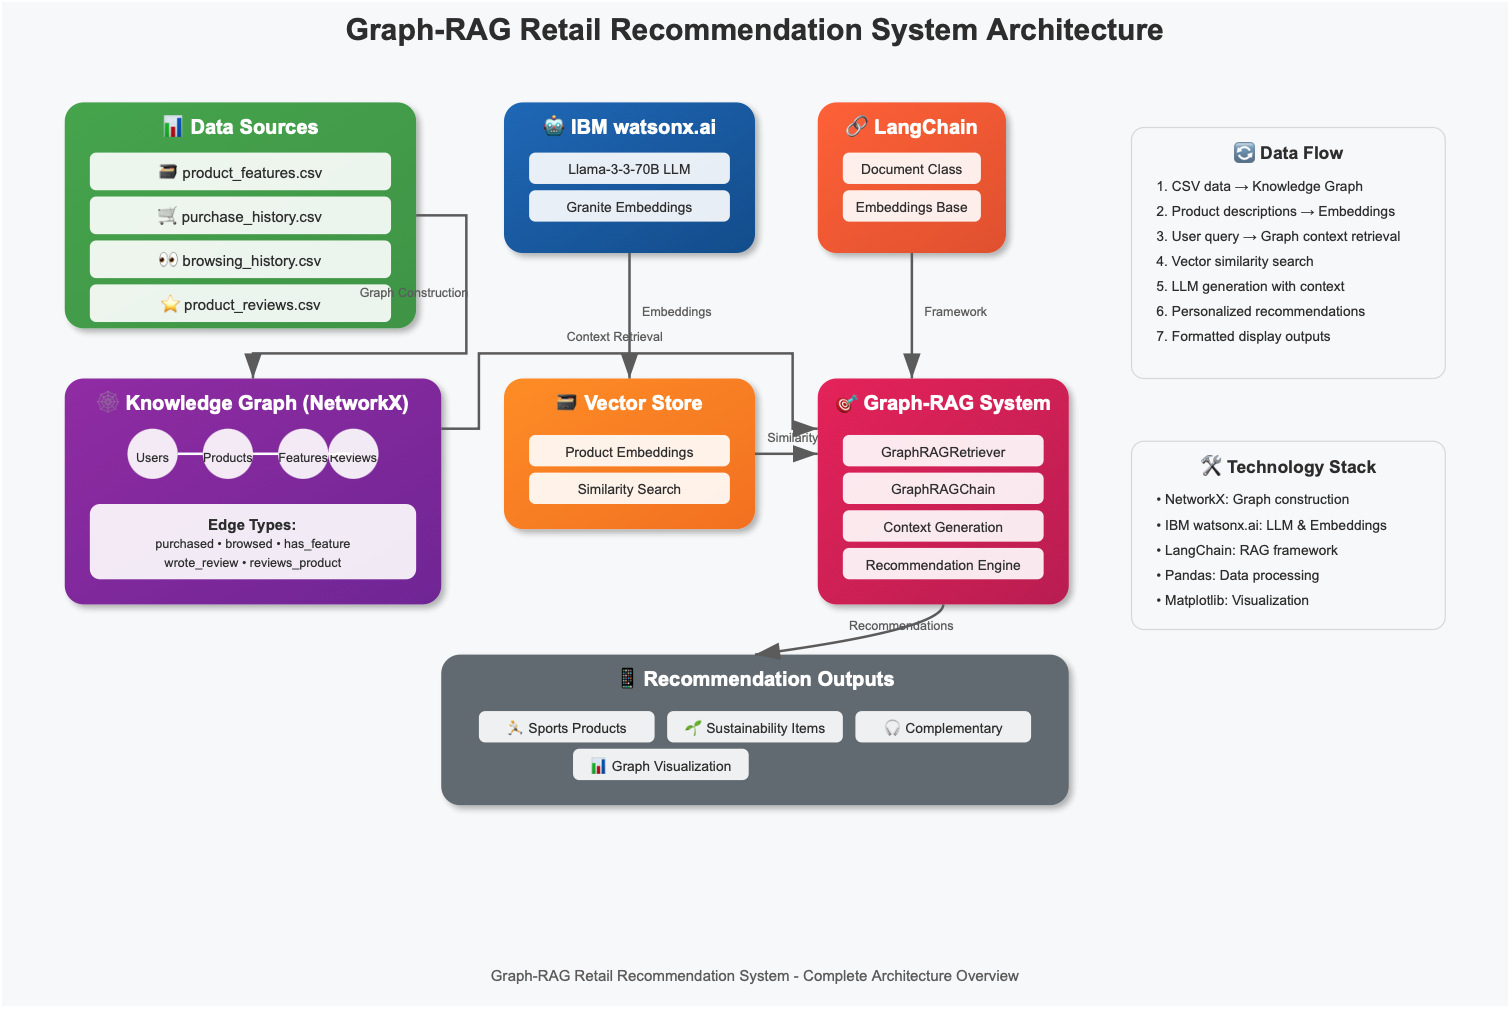 Graph-RAG Retail Recommendation System Architecture
Data Sources
product_features.csv
purchase_history.csv
browsing_history.csv
product_reviews.csv
IBM watsonx.ai
Llama-3-3-70B LLM
Granite Embeddings
LangChain
Document Class
Embeddings Base
Data Flow
1. CSV data → Knowledge Graph
2. Product descriptions → Embeddings
3. User query → Graph context retrieval
4. Vector similarity search
5. LLM generation with context
6. Personalized recommendations
7. Formatted display outputs
Graph Construction
Embeddings
Framework
Context Retrieval
Knowledge Graph (NetworkX)
Users
Products
Features
Reviews
Edge Types:
purchased • browsed • has_feature
wrote_review • reviews_product
Vector Store
Product Embeddings
Similarity Search
Similarity
Graph-RAG System
GraphRAGRetriever
GraphRAGChain
Context Generation
Recommendation Engine
Technology Stack
• NetworkX: Graph construction
• IBM watsonx.ai: LLM & Embeddings
• LangChain: RAG framework
• Pandas: Data processing
• Matplotlib: Visualization
Recommendations
Recommendation Outputs
Sports Products
Sustainability Items
Complementary
Graph Visualization
Graph-RAG Retail Recommendation System - Complete Architecture Overview